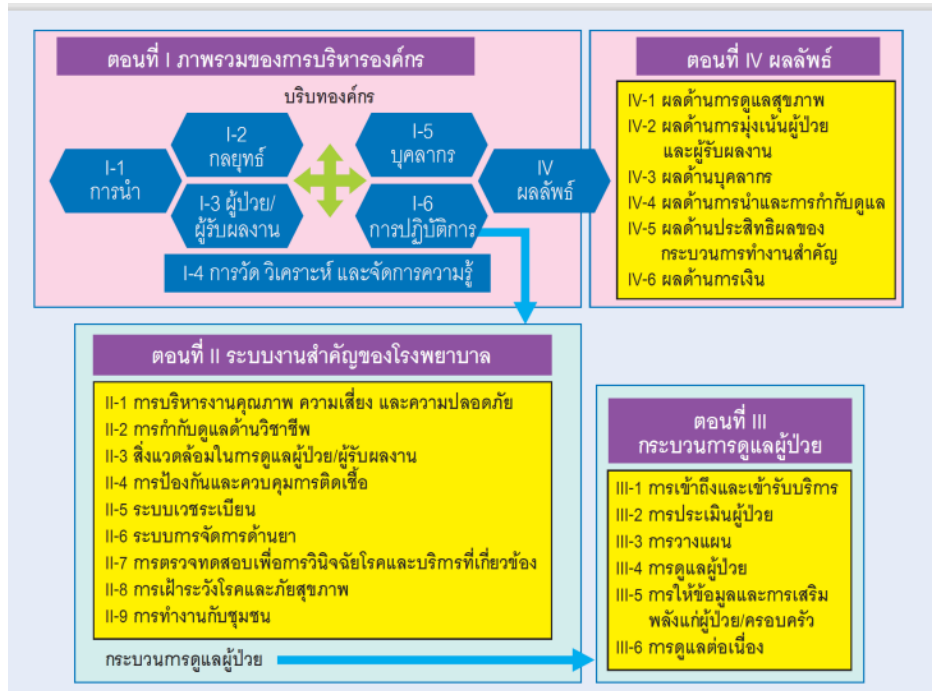 ตอนที่ I ภาพรวมของการบริหารองค์กร
บริบทองค์กร
I-1
การนำ
I-2
กลยุทธ์
I-3 ผู้ป่วย/
ผู้รับผลงาน
I-5
บุคลากร
I-6
การปฏิบัติการ
IV
ผลลัพธ์
I-4 การวัด วิเคราะห์ และจัดการความรู้
ตอนที่ IV ผลลัพธ์
IV-1 ผลด้านการดูแลสุขภาพ
IV-2 ผลด้านการมุ่งเน้นผู้ป่วย
และผู้รับผลงาน
IV-3 ผลด้านบุคลากร
IV-4 ผลด้านการนำและการกำกับดูแล
IV-5 ผลด้านประสิทธิผลของ
กระบวนการทำงานสำคัญ
IV-6 ผลด้านการเงิน
ตอนที่ II ระบบงานสำคัญของโรงพยาบาล
II-1 การบริหารงานคุณภาพ ความเสี่ยง และความปลอดภัย
II-2 การกำกับดูแลด้านวิชาชีพ
II-3 สิ่งแวดล้อมในการดูแลผู้ป่วย/ผู้รับผลงาน
II-4 การป้องกันและควบคุมการติดเชื้อ
II-5 ระบบเวชระเบียน
II-6 ระบบการจัดการด้านยา
II-7 การตรวจทดสอบเพื่อการวินิจฉัยโรคและบริการที่เกี่ยวข้อง
II-8 การเฝ้าระวังโรคและภัยสุขภาพ
II-9 การทำงานกับชุมชน
กระบวนการดูแลผู้ป่วย
ตอนที่ III
กระบวนการดูแลผู้ป่วย
III-1 การเข้าถึงและเข้ารับบริการ
III-2 การประเมินผู้ป่วย
III-3 การวางแผน
III-4 การดูแลผู้ป่วย
III-5 การให้ข้อมูลและการเสริม
พลังแก่ผู้ป่วย/ครอบครัว
III-6 การดูแลต่อเนื่อง